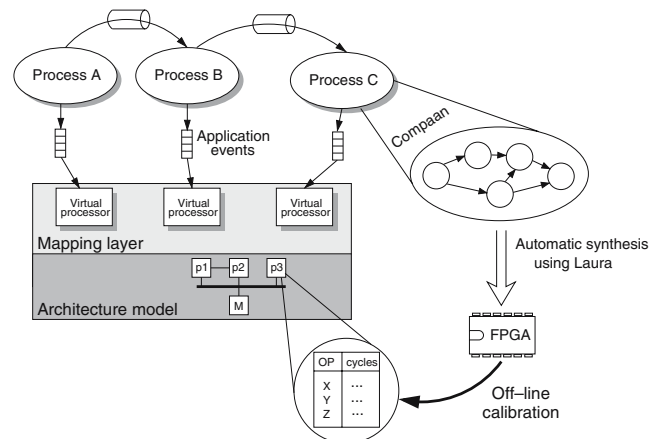 Process A
Process B
Process C
Application
events
Compaan
Virtual
processor
Virtual
processor
Virtual
processor
Mapping layer
Automatic synthesis
using Laura
p1
p2
p3
M
Architecture model
FPGA
OP cycles
X ...
Y ...
Z ...
Off–line
calibration